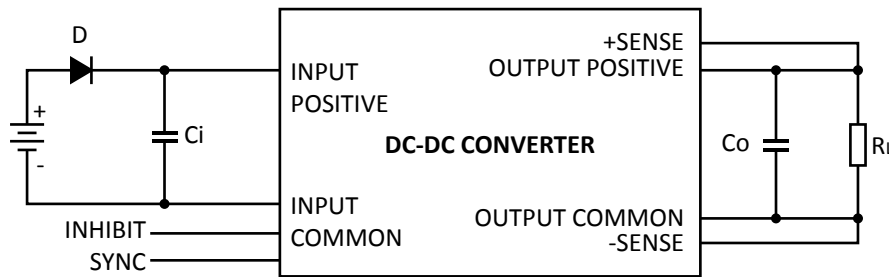 D
+SENSE
INPUT
POSITIVE
OUTPUT POSITIVE
+
Ci
-
DC-DC CONVERTER
Co
INPUT
COMMON
OUTPUT COMMON
-SENSE
INHIBIT
SYNC